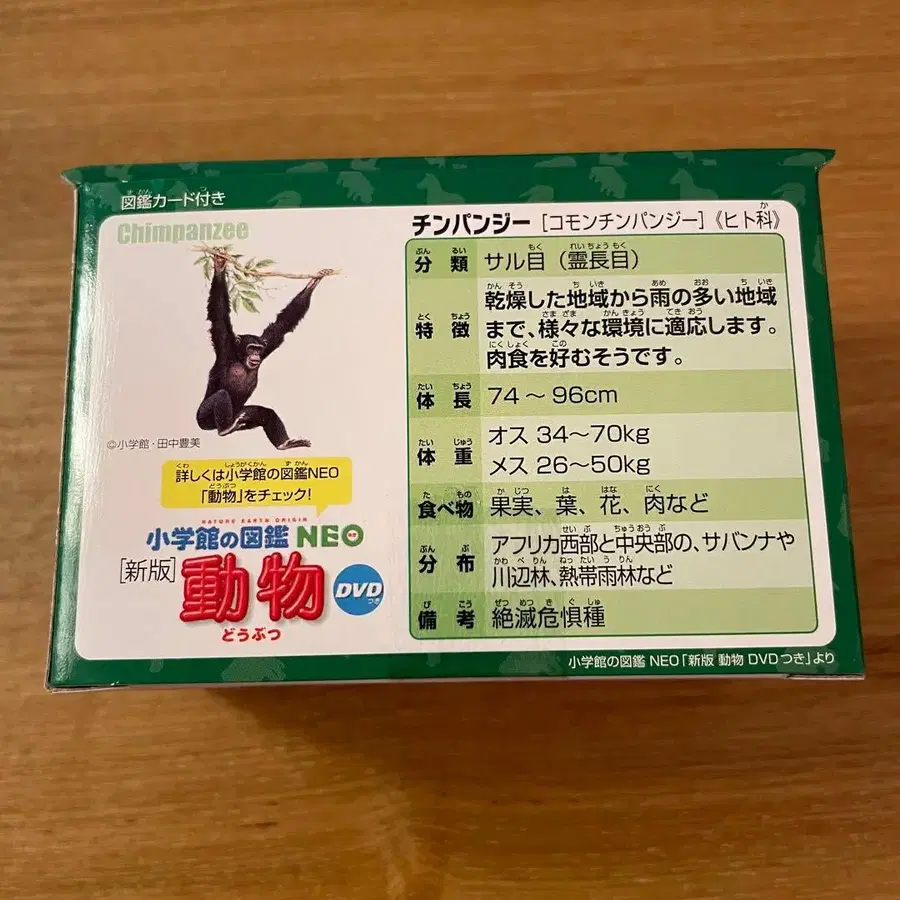 図鑑カード付き
Chimpanzee
©小学館・田中豊美
詳しくは小学館の図鑑NEO
「動物」をチェック!
NATURE EARTH ORIGIN
小学館の図鑑 NEO
[新版]
動物
どうぶつ
DVD
つき
チンパンジー [コモンチンパンジー]《ヒト科》
分類 サル目(霊長目)
特徴 乾燥した地域から雨の多い地域
まで、様々な環境に適応します。
肉食を好むそうです。
体長 74~96cm
体重 オス 34~70kg
メス 26~50kg
食べ物 果実、葉、花、肉など
分布 アフリカ西部と中央部の、サバンナや
川辺林、熱帯雨林など
備考 絶滅危惧種
小学館の図鑑 NEO「新版 動物 DVDつき」より